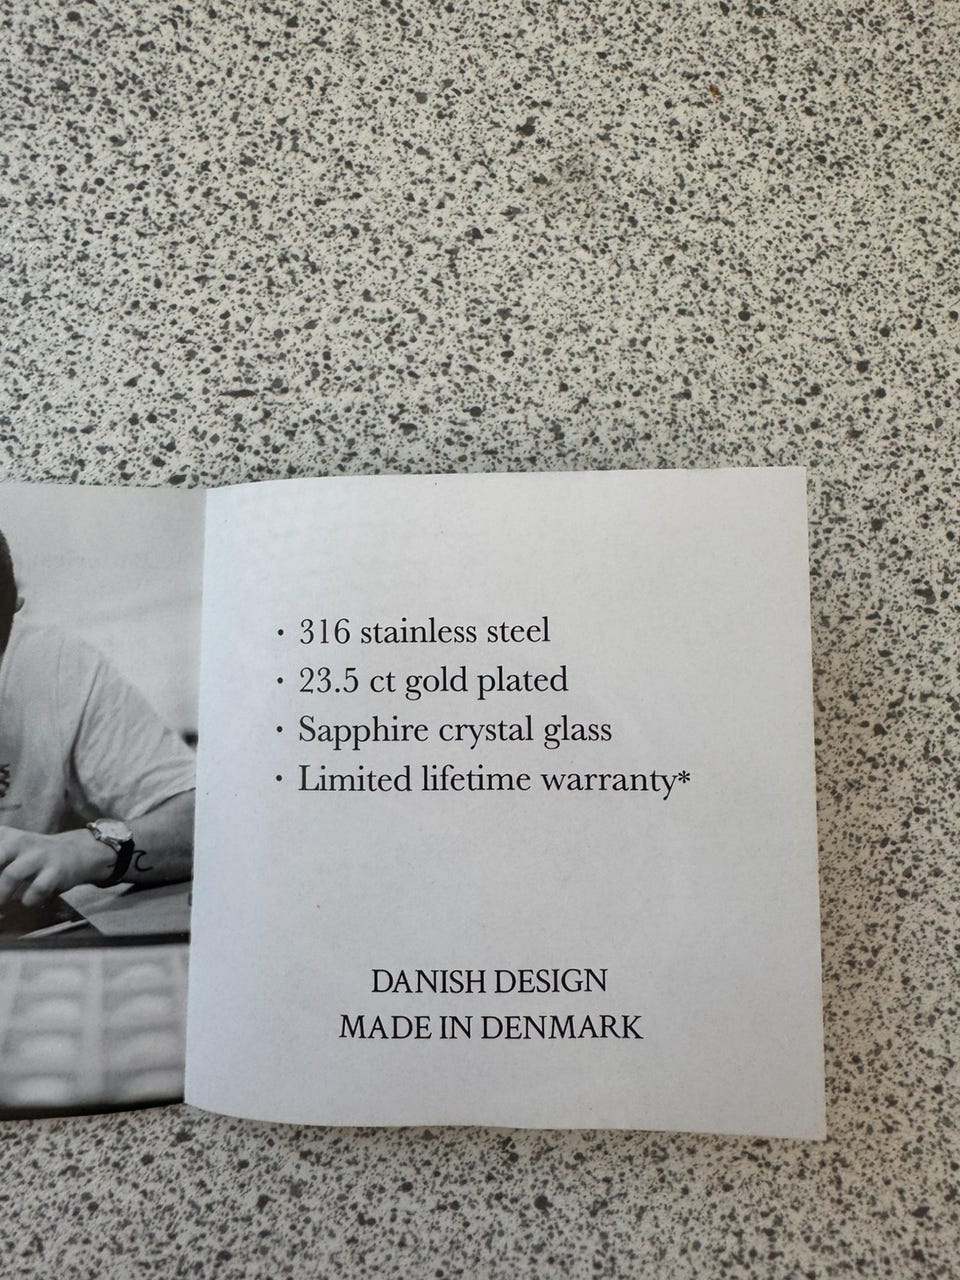 · 316 stainless steel
· 23.5 ct gold plated
· Sapphire crystal glass
· Limited lifetime warranty*
DANISH DESIGN
MADE IN DENMARK